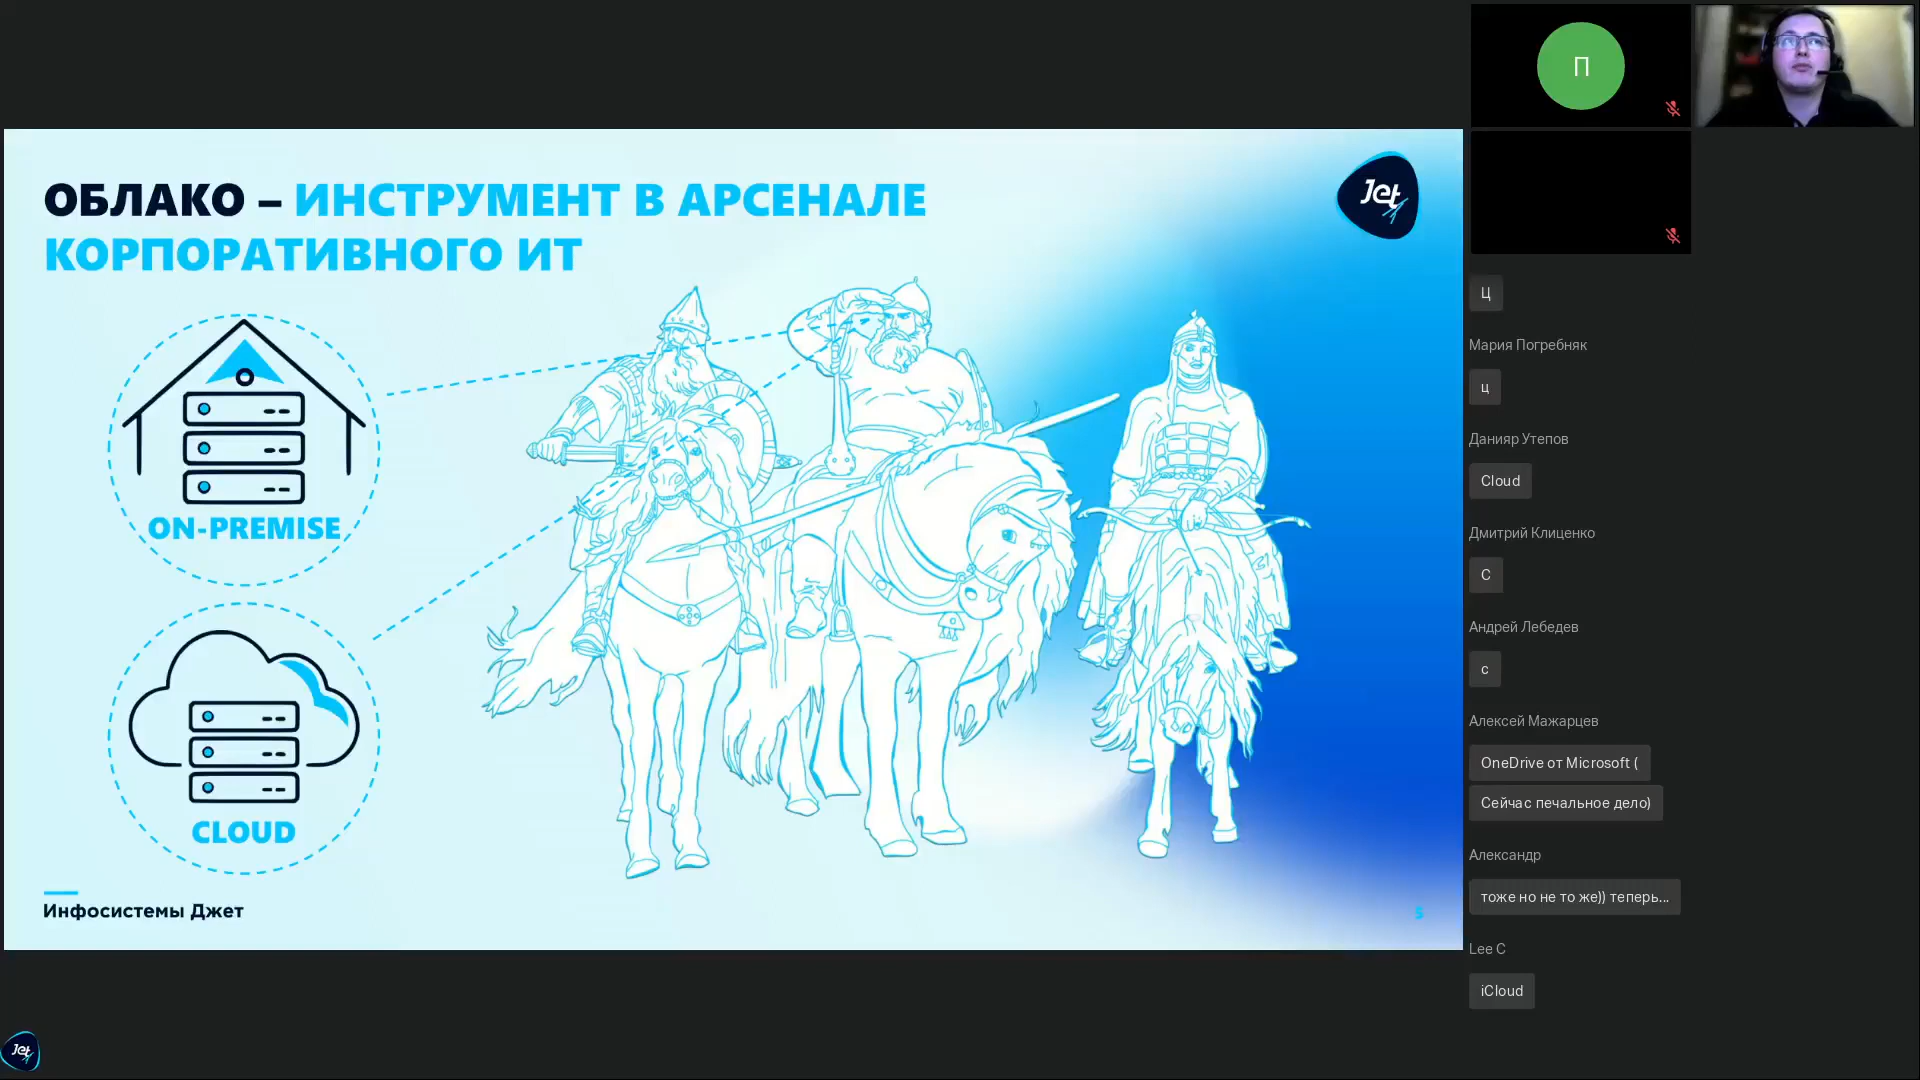 ОБЛАКО – ИНСТРУМЕНТ В АРСЕНАЛЕ
КОРПОРАТИВНОГО ИТ
Jet
ON-PREMISE
CLOUD
Инфосистемы Джет
5
Jet
П
Ц
Мария Погребняк
ц
Данияр Утепов
Cloud
Дмитрий Клиценко
С
Андрей Лебедев
с
Алексей Мажарцев
OneDrive от Microsoft (
Сейчас печальное дело)
Александр
тоже но не то же)) теперь...
Lee C
iCloud